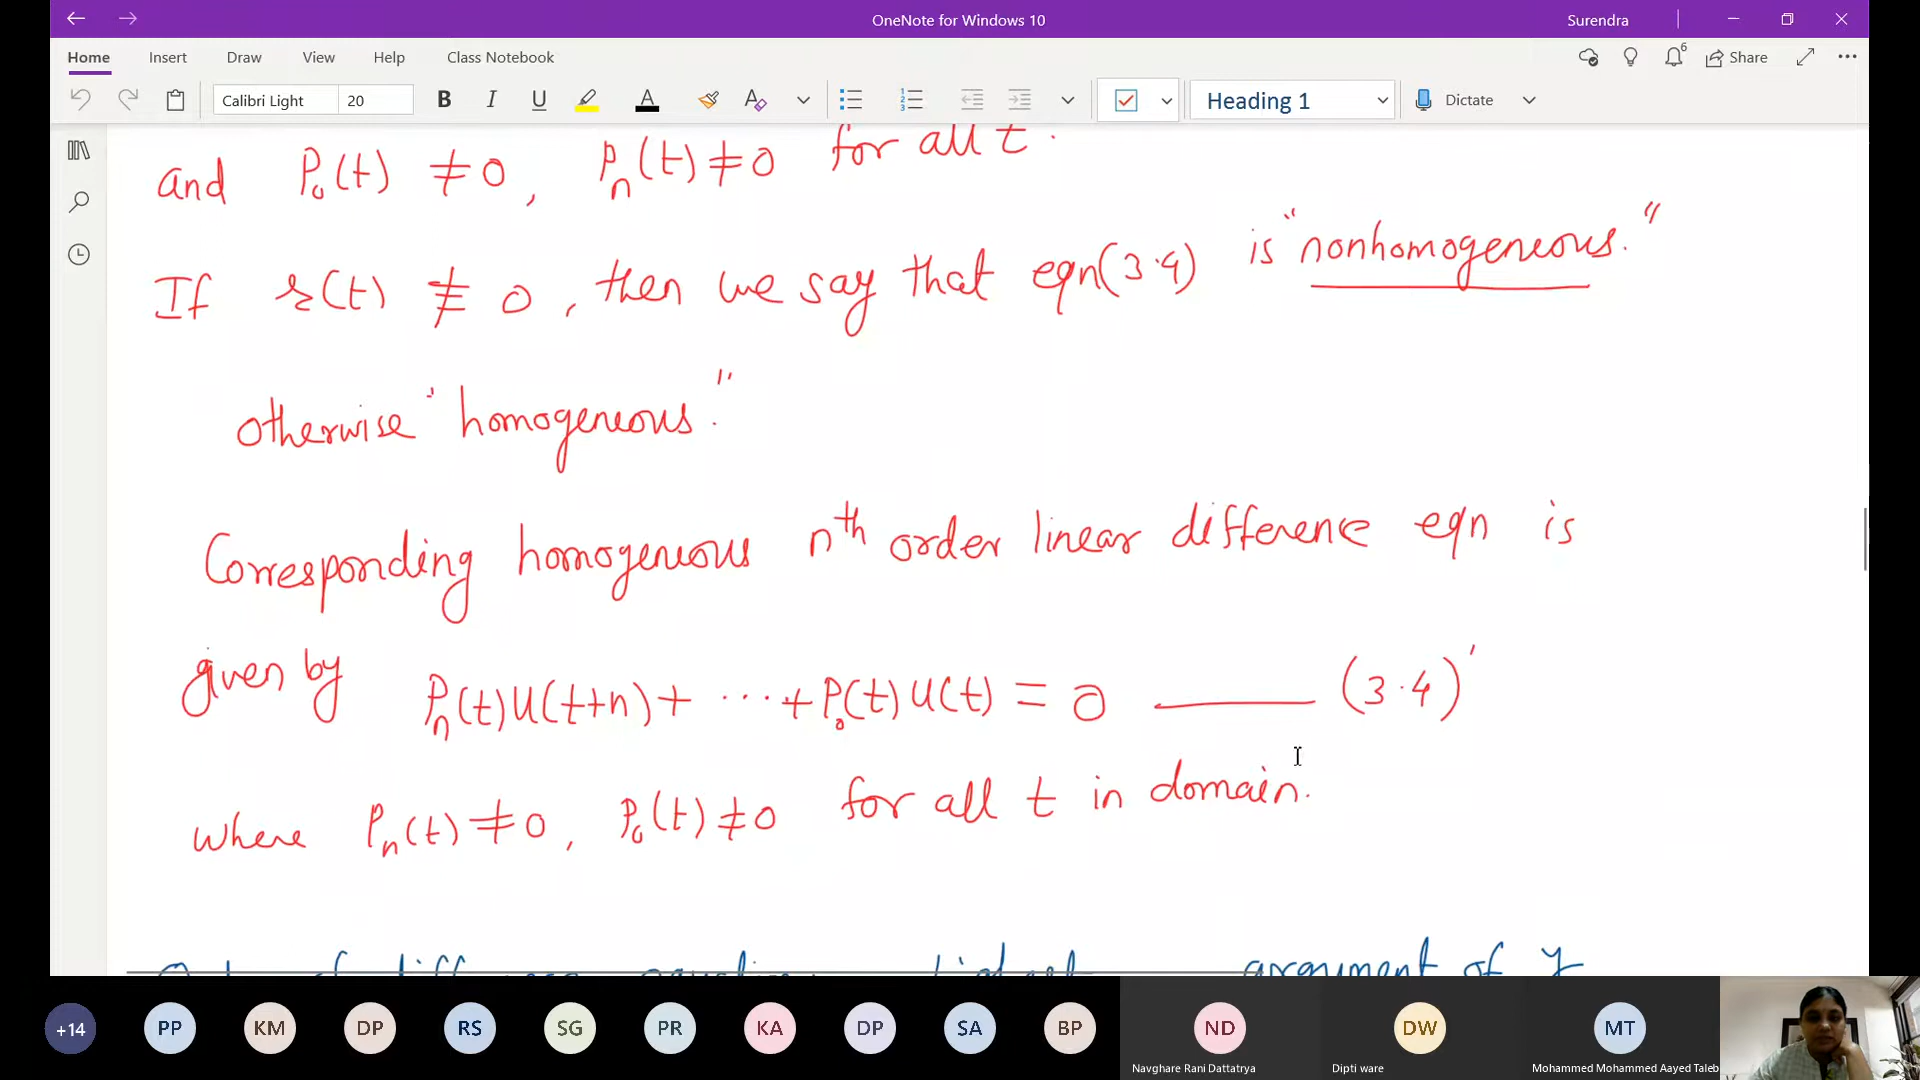 OneNote for Windows 10
Surendra
Home Insert Draw View Help Class Notebook
6
Share
Calibri Light 20 B I U A Heading 1 Dictate
and P₀(t) ≠ 0, Pₙ(t) ≠ 0 for all t.
If r(t) ≢ 0, then we say that eqn(3.4) is "nonhomogeneous."
otherwise "homogeneous."
Corresponding homogeneous nᵗʰ order linear difference eqn is
given by Pₙ(t)U(t+n) + ⋯ + P₀(t)U(t) = 0 —— (3.4)'
where Pₙ(t) ≠ 0, P₀(t) ≠ 0 for all t in domain.
argument of y
+14 PP KM DP RS SG PR KA DP SA BP ND DW MT
Navghare Rani Dattatrya Dipti ware Mohammed Mohammed Aayed Taleb